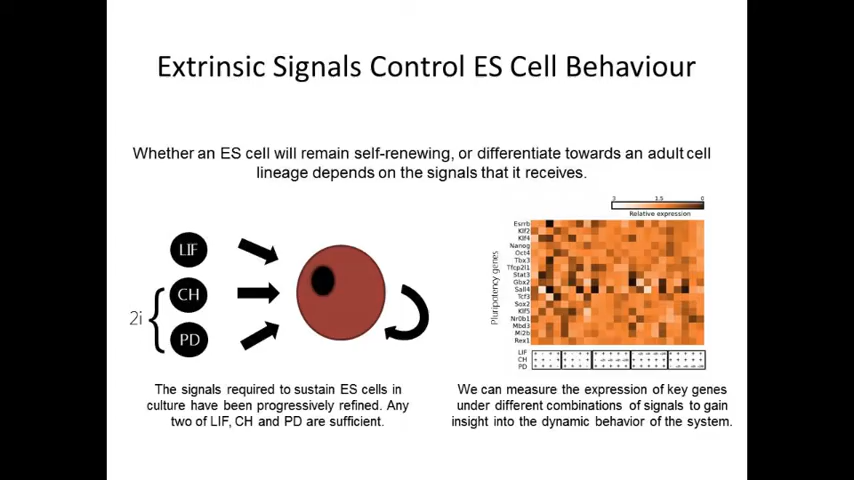 Extrinsic Signals Control ES Cell Behaviour
Whether an ES cell will remain self-renewing, or differentiate towards an adult cell
lineage depends on the signals that it receives.
LIF
CH
PD
2i
The signals required to sustain ES cells in
culture have been progressively refined. Any
two of LIF, CH and PD are sufficient.
3 1.5 0
Relative expression
Pluripotency genes
Esrrb
Klf2
Klf4
Nanog
Oct4
Tbx3
Tfcp2l1
Stat3
Gbx2
Sall4
Tcf3
Sox2
Klf5
Nr0b1
Mbd3
Mi2b
Rex1
LIF
CH
PD
We can measure the expression of key genes
under different combinations of signals to gain
insight into the dynamic behavior of the system.